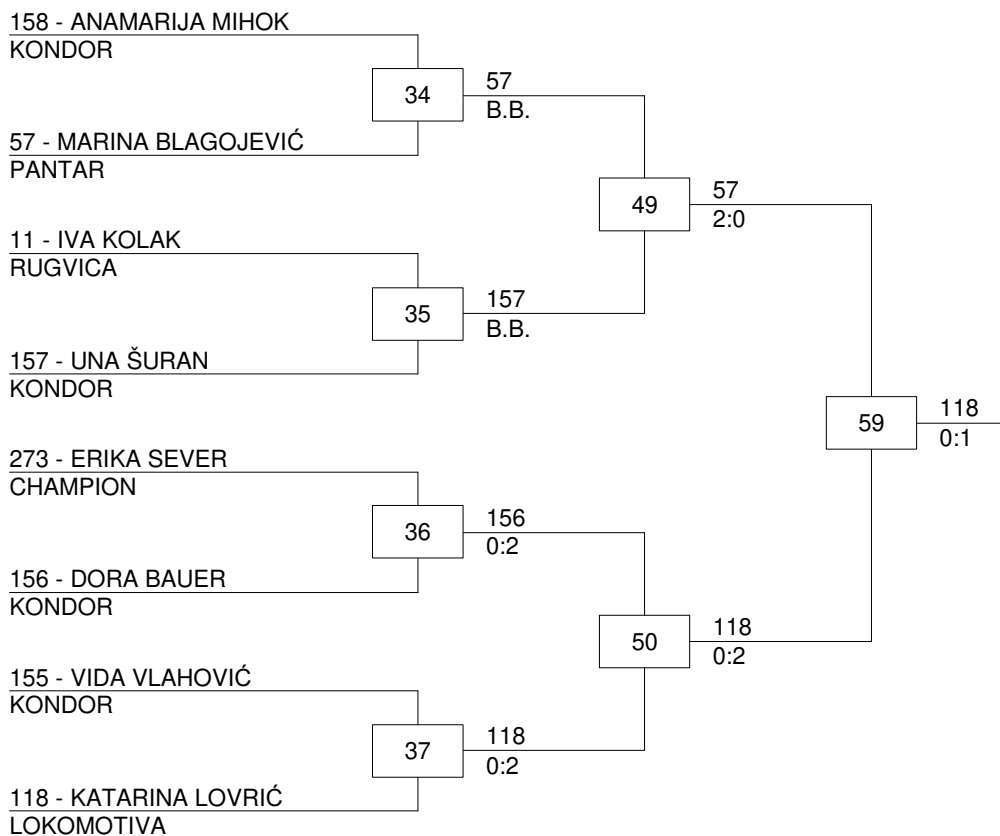 158 - ANAMARIJA MIHOK
KONDOR
34
57
B.B.
57 - MARINA BLAGOJEVIĆ
PANTAR
49
57
2:0
11 - IVA KOLAK
RUGVICA
35
157
B.B.
157 - UNA ŠURAN
KONDOR
59
118
0:1
273 - ERIKA SEVER
CHAMPION
36
156
0:2
156 - DORA BAUER
KONDOR
50
118
0:2
155 - VIDA VLAHOVIĆ
KONDOR
37
118
0:2
118 - KATARINA LOVRIĆ
LOKOMOTIVA